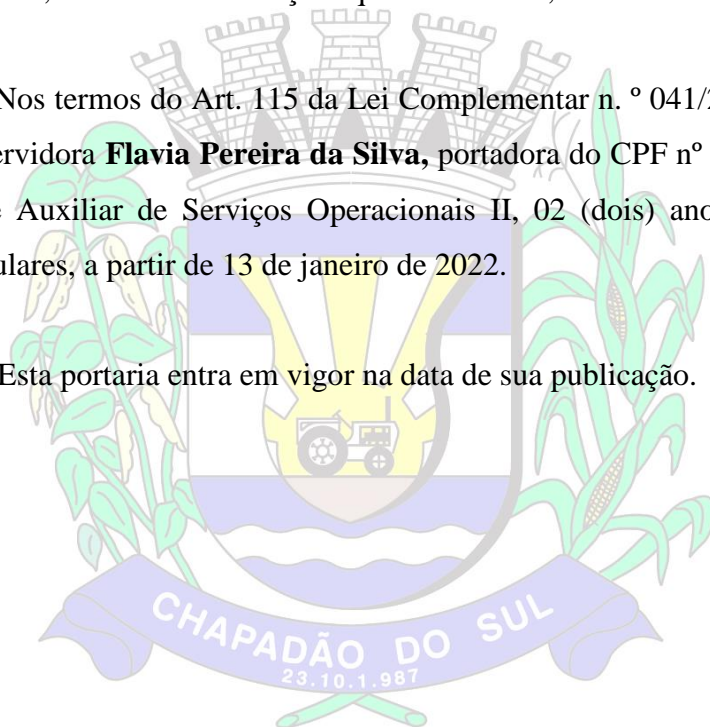 Nos termos do Art. 115 da Lei Complementar n. º 041/
ervidora Flavia Pereira da Silva, portadora do CPF nº
Auxiliar de Serviços Operacionais II, 02 (dois) ano
ulares, a partir de 13 de janeiro de 2022.
Esta portaria entra em vigor na data de sua publicação.
CHAPADÃO DO SUL
23.10.1.987